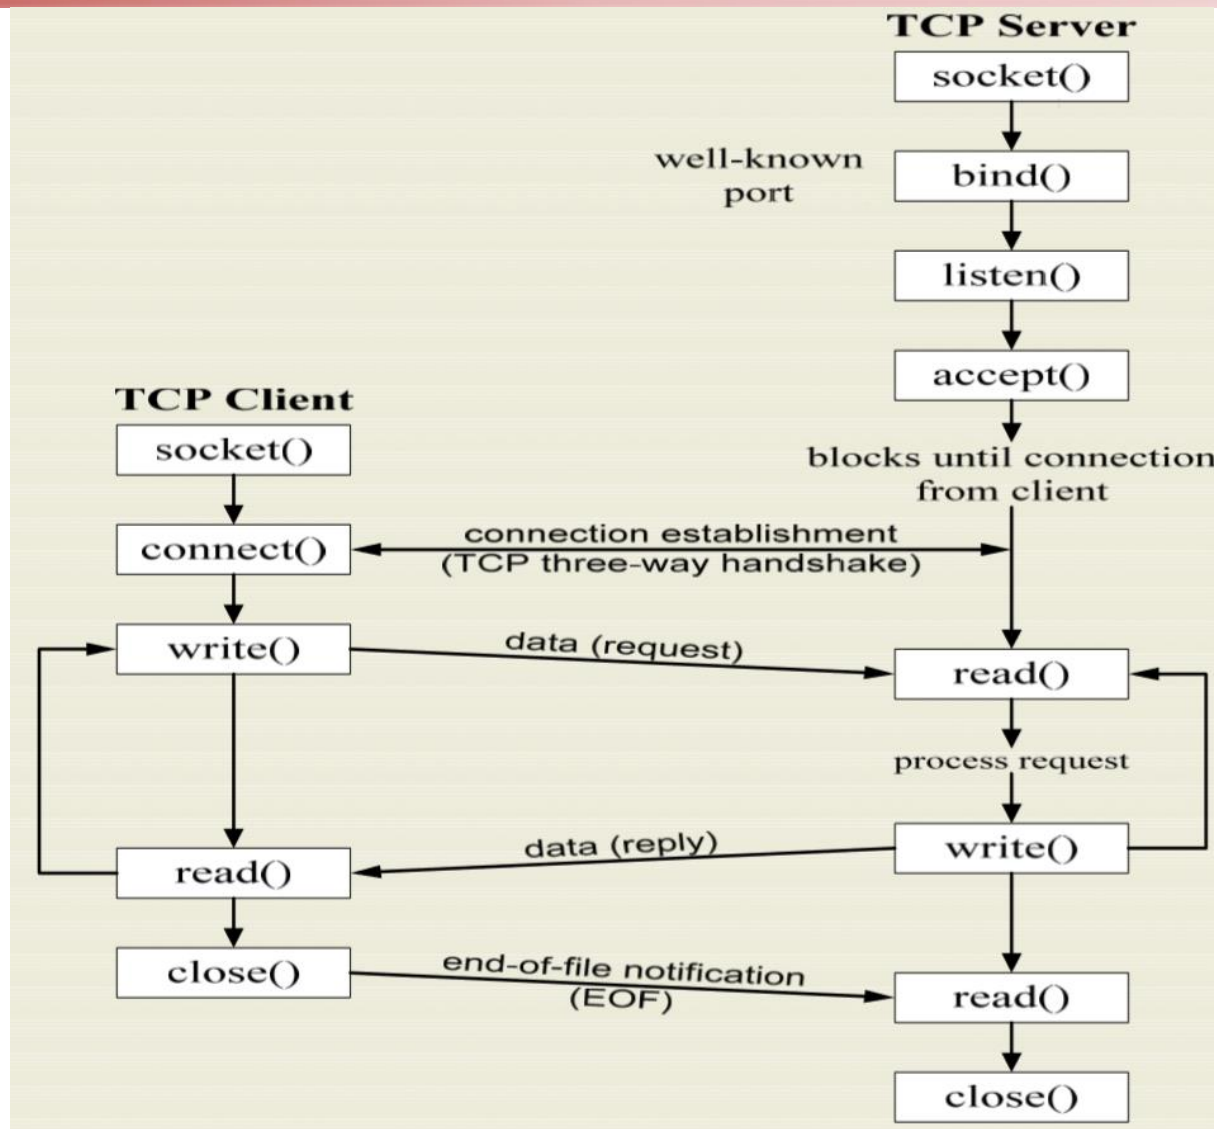 TCP Server
socket()
well-known
port
bind()
listen()
accept()
blocks until connection
from client
TCP Client
socket()
connect()
connection establishment
(TCP three-way handshake)
write()
data (request)
read()
process request
write()
data (reply)
read()
close()
end-of-file notification
(EOF)
read()
close()